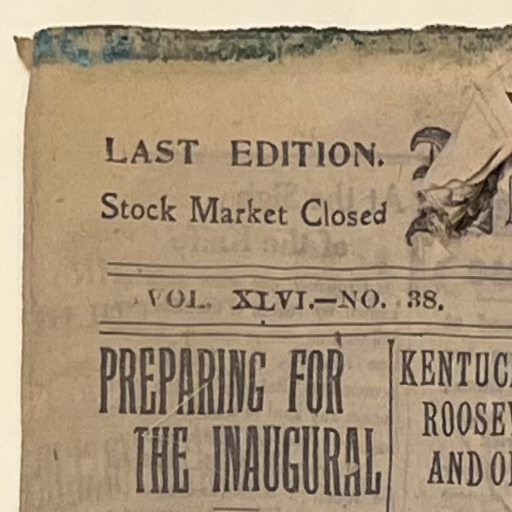 LAST EDITION.
Stock Market Closed
VOL. XLVI.—NO. 38.
PREPARING FOR
THE INAUGURAL
KENTUC
ROOSEV
AND O